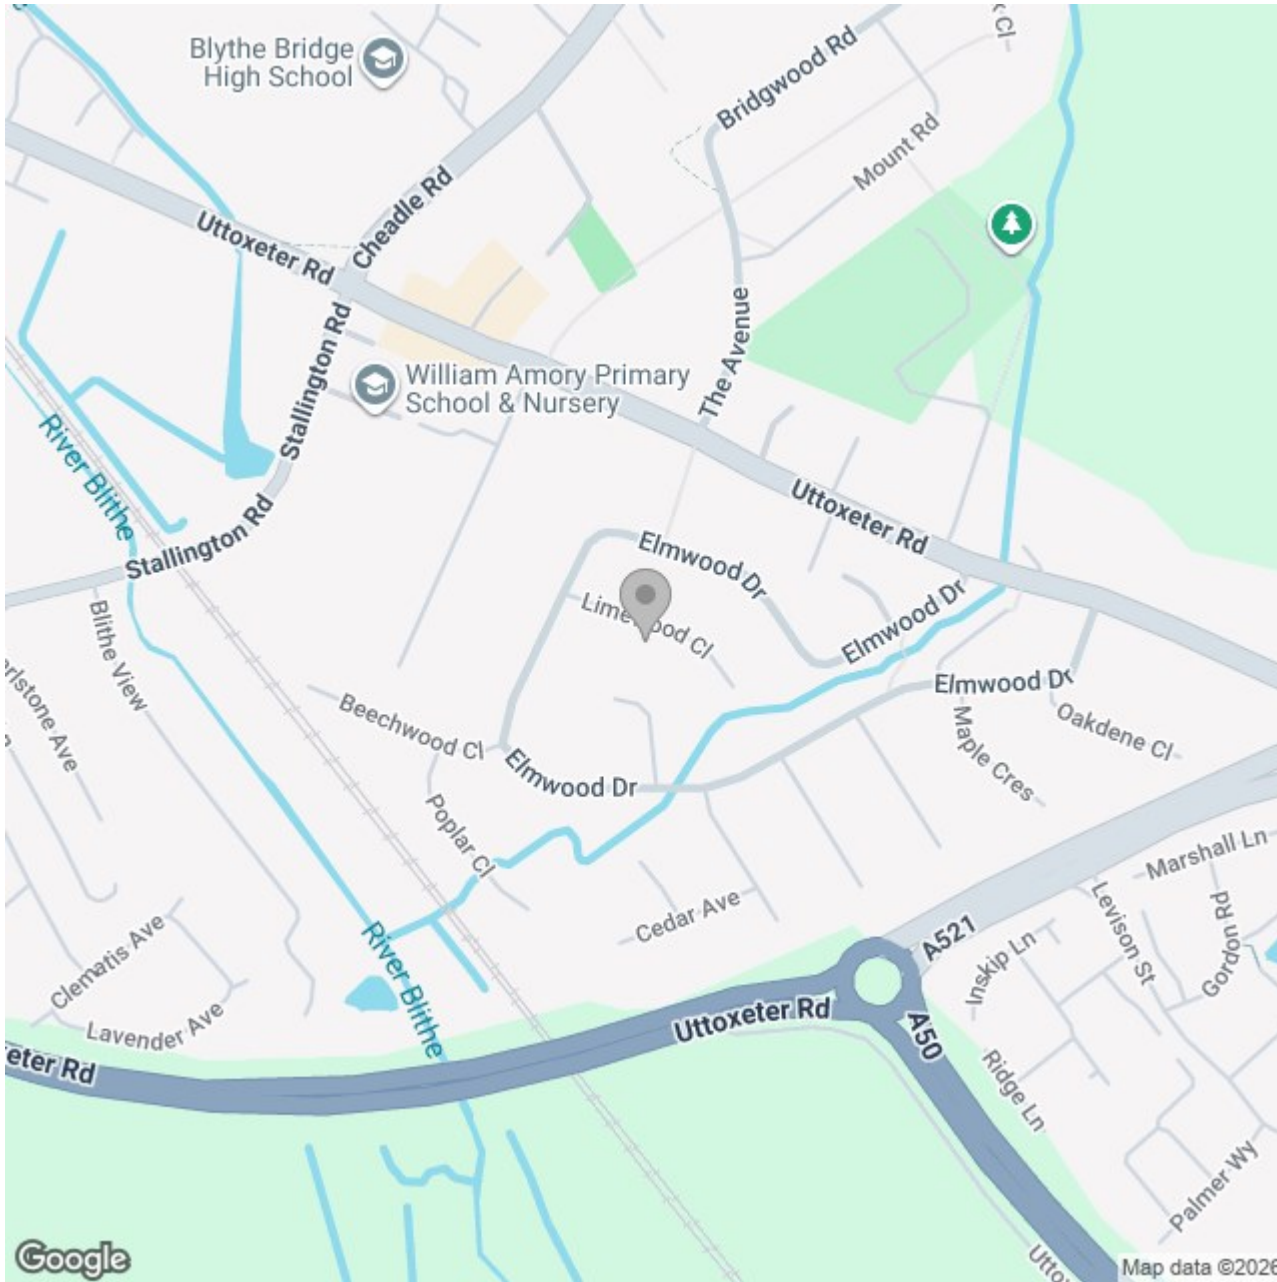 Blythe Bridge
High School
Bridgwood Rd
Mount Rd
Cheadle Rd
Uttoxeter Rd
Stallington Rd
William Amory Primary
School & Nursery
The Avenue
River Blithe
Uttoxeter Rd
Stallington Rd
Elmwood Dr
Elmwood Dr
Blithe View
Beechwood Cl
Elmwood Dr
Oakdene Cl
Maple Cres
Elmwood Dr
Poplar Cl
Marshall Ln
Levison St
Gordon Rd
Cedar Ave
A521
Inskip Ln
Clematis Ave
River Blithe
Lavender Ave
Uttoxeter Rd
A50
eter Rd
Ridge Ln
Palmer Wy
Google
Map data ©2026